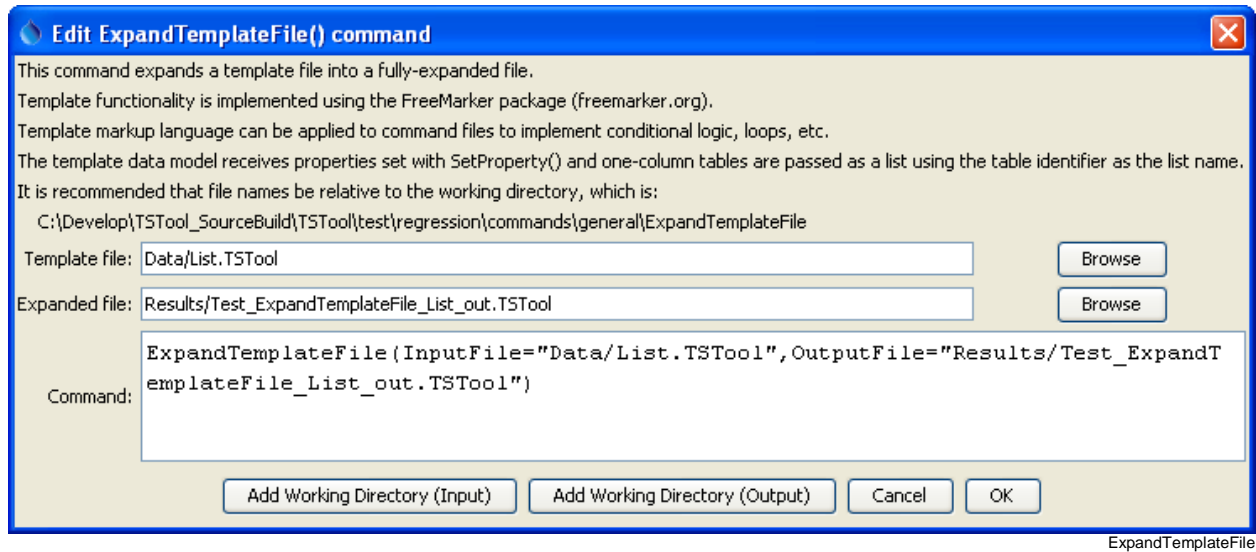 Edit ExpandTemplateFile() command
This command expands a template file into a fully-expanded file.
Template functionality is implemented using the FreeMarker package (freemarker.org).
Template markup language can be applied to command files to implement conditional logic, loops, etc.
The template data model receives properties set with SetProperty() and one-column tables are passed as a list using the table identifier as the list name.
It is recommended that file names be relative to the working directory, which is:
C:\Develop\TSTool_SourceBuild\TSTool\test\regression\commands\general\ExpandTemplateFile
Template file: Data/List.TSTool Browse
Expanded file: Results/Test_ExpandTemplateFile_List_out.TSTool Browse
ExpandTemplateFile(InputFile="Data/List.TSTool",OutputFile="Results/Test_ExpandT
emplateFile_List_out.TSTool")
Command:
Add Working Directory (Input) Add Working Directory (Output) Cancel OK
ExpandTemplateFile